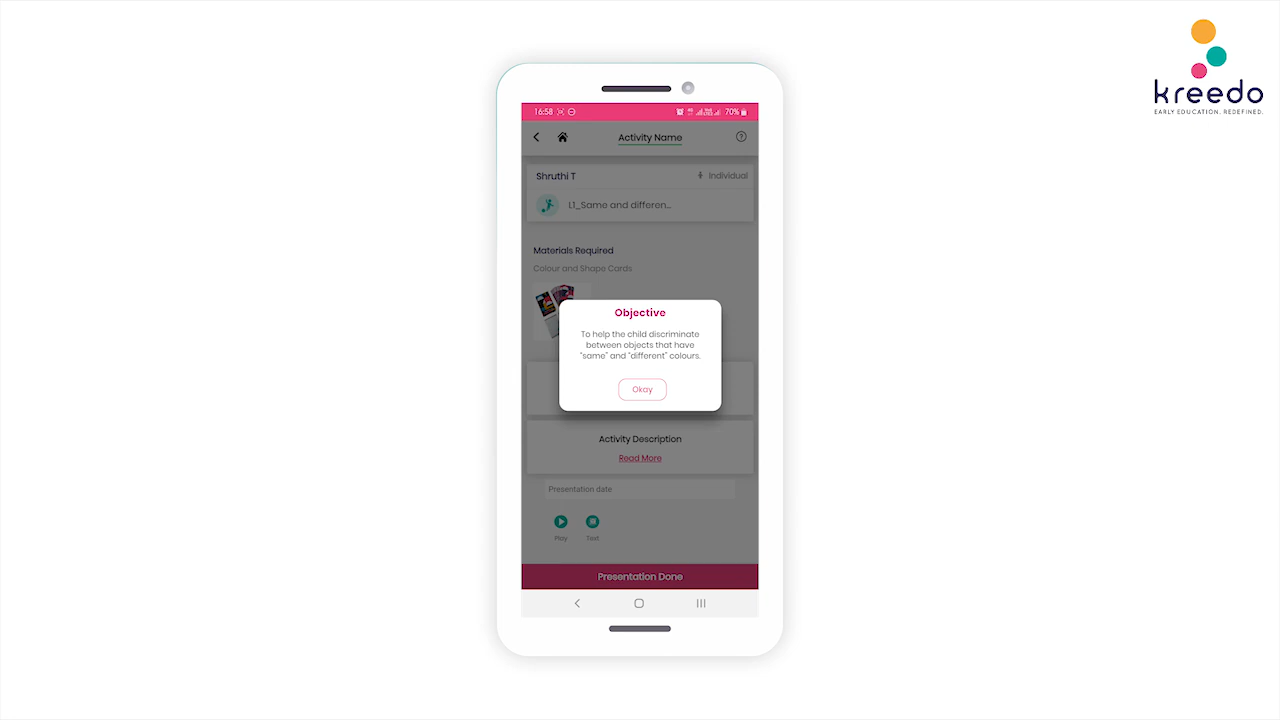 kreedo
EARLY EDUCATION. REDEFINED.
16:58
70%
Activity Name
Shruthi T
Individual
L1_Same and differen...
Materials Required
Colour and Shape Cards
Objective
To help the child discriminate
between objects that have
"same" and "different" colours.
Okay
Activity Description
Read More
Presentation date
Play
Text
Presentation Done